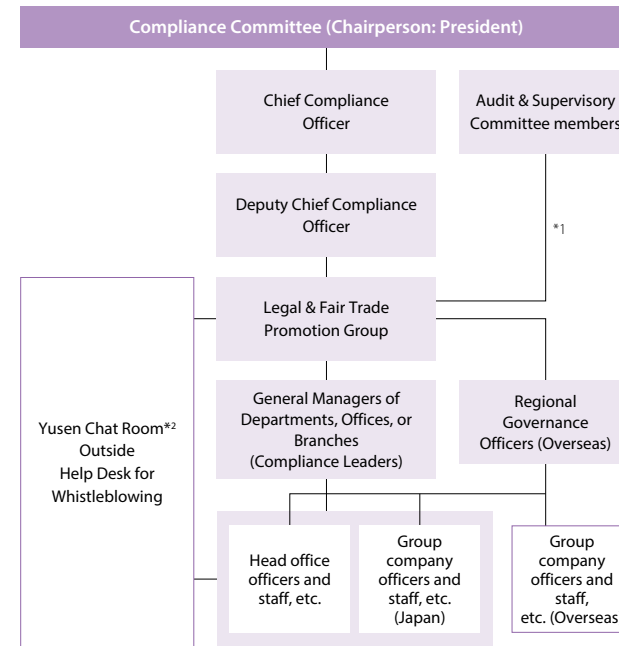 Compliance Committee (Chairperson: President)
Chief Compliance
Officer
Audit & Supervisory
Committee members
Deputy Chief Compliance
Officer
*1
Legal & Fair Trade
Promotion Group
Yusen Chat Room*2
Outside
Help Desk for
Whistleblowing
General Managers of
Departments, Offices, or
Branches
(Compliance Leaders)
Regional
Governance
Officers (Overseas)
Head office
officers and
staff, etc.
Group
company
officers and
staff, etc.
(Japan)
Group
company
officers and
staff,
etc. (Overseas